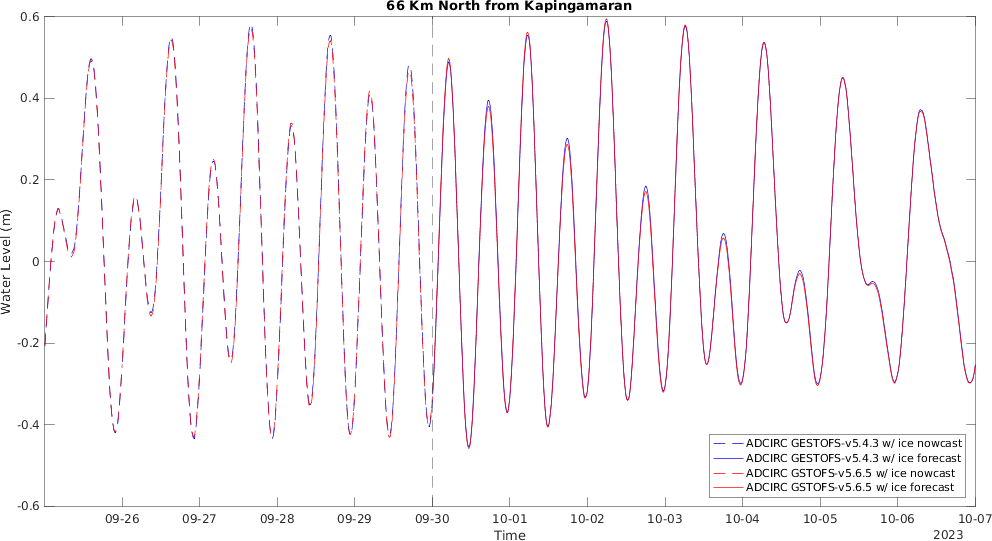 66 Km North from Kapingamaran
Water Level (m)
0.6
0.4
0.2
0
-0.2
-0.4
-0.6
ADCIRC GESTOFS-v5.4.3 w/ ice nowcast
ADCIRC GESTOFS-v5.4.3 w/ ice forecast
ADCIRC GSTOFS-v5.6.5 w/ ice nowcast
ADCIRC GSTOFS-v5.6.5 w/ ice forecast
09-26 09-27 09-28 09-29 09-30 10-01 10-02 10-03 10-04 10-05 10-06 10-07
Time
2023